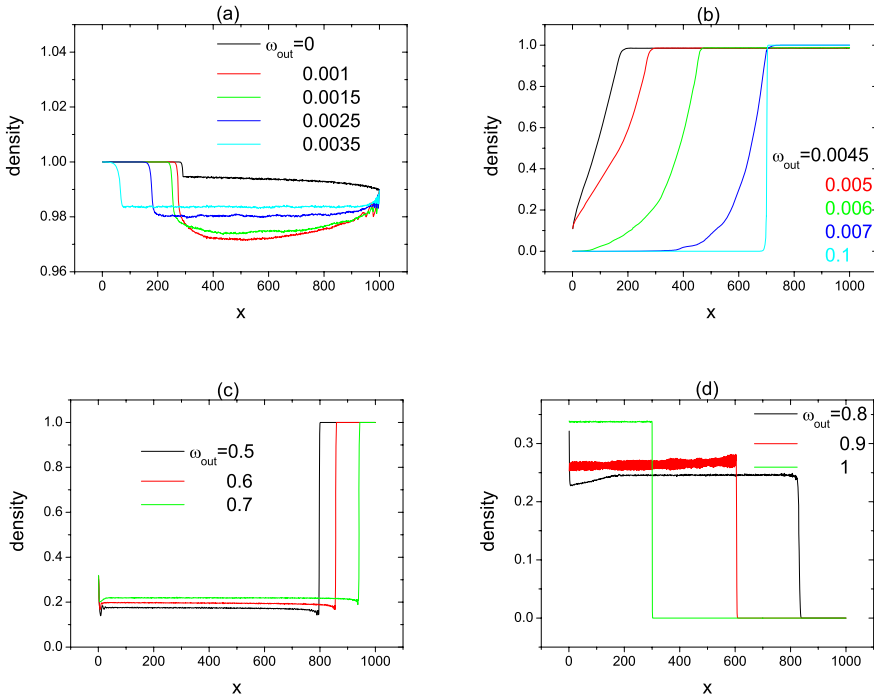 (a)
1.04
1.02
1.00
0.98
0.96
density
0 200 400 600 800 1000
x
ω_out=0
0.001
0.0015
0.0025
0.0035
(b)
1.0
0.8
0.6
0.4
0.2
0.0
density
0 200 400 600 800 1000
x
ω_out=0.0045
0.005
0.006
0.007
0.1
(c)
1.0
0.8
0.6
0.4
0.2
0.0
density
0 200 400 600 800 1000
x
ω_out=0.5
0.6
0.7
(d)
0.3
0.2
0.1
0.0
density
0 200 400 600 800 1000
x
ω_out=0.8
0.9
1